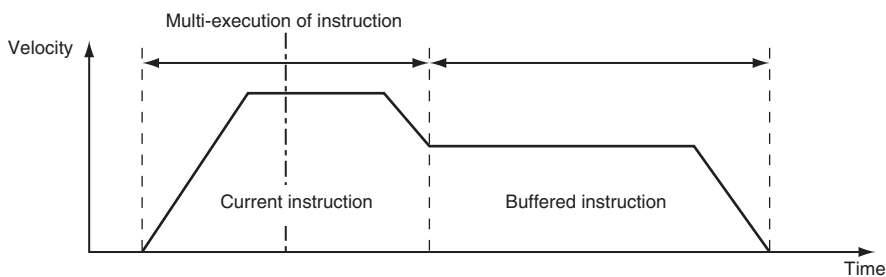 Multi-execution of instruction
Velocity
Current instruction
Buffered instruction
Time